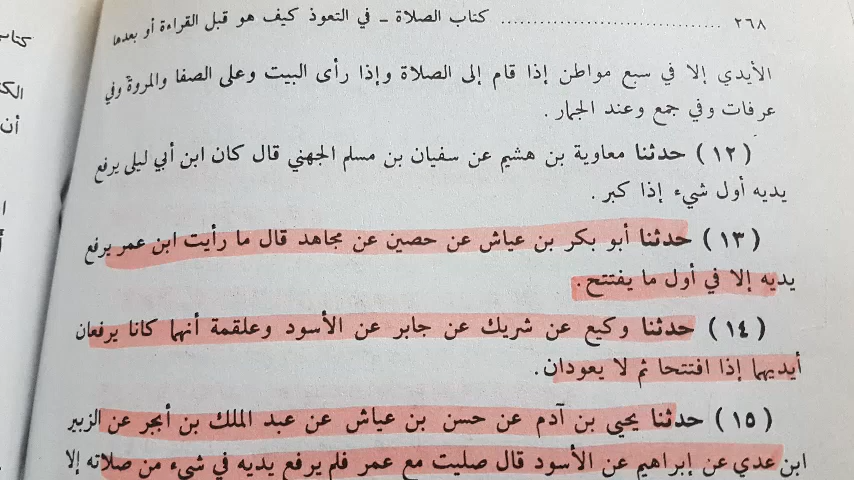 ٢٦٨ ........................ كتاب الصلاة ـ في التعوذ كيف هو قبل القراءة أو بعدها
الأيدي إلا في سبع مواطن إذا قام إلى الصلاة وإذا رأى البيت وعلى الصفا والمروة وفي
عرفات وفي جمع وعند الجمار .
( ١٢ ) حدثنا معاوية بن هشيم عن سفيان بن مسلم الجهني قال كان ابن أبي ليلى يرفع
يديه أول شيء إذا كبر .
( ١٣ ) حدثنا أبو بكر بن عياش عن حصين عن مجاهد قال ما رأيت ابن عمر يرفع
يديه إلا في أول ما يفتتح .
( ١٤ ) حدثنا وكيع عن شريك عن جابر عن الأسود وعلقمة أنهما كانا يرفعان
أيديهما إذا افتتحا ثم لا يعودان .
( ١٥ ) حدثنا يحيى بن آدم عن حسن بن عياش عن عبد الملك بن أبجر عن الزبير
ابن عدي عن إبراهيم عن الأسود قال صليت مع عمر فلم يرفع يديه في شيء من صلاته إلا